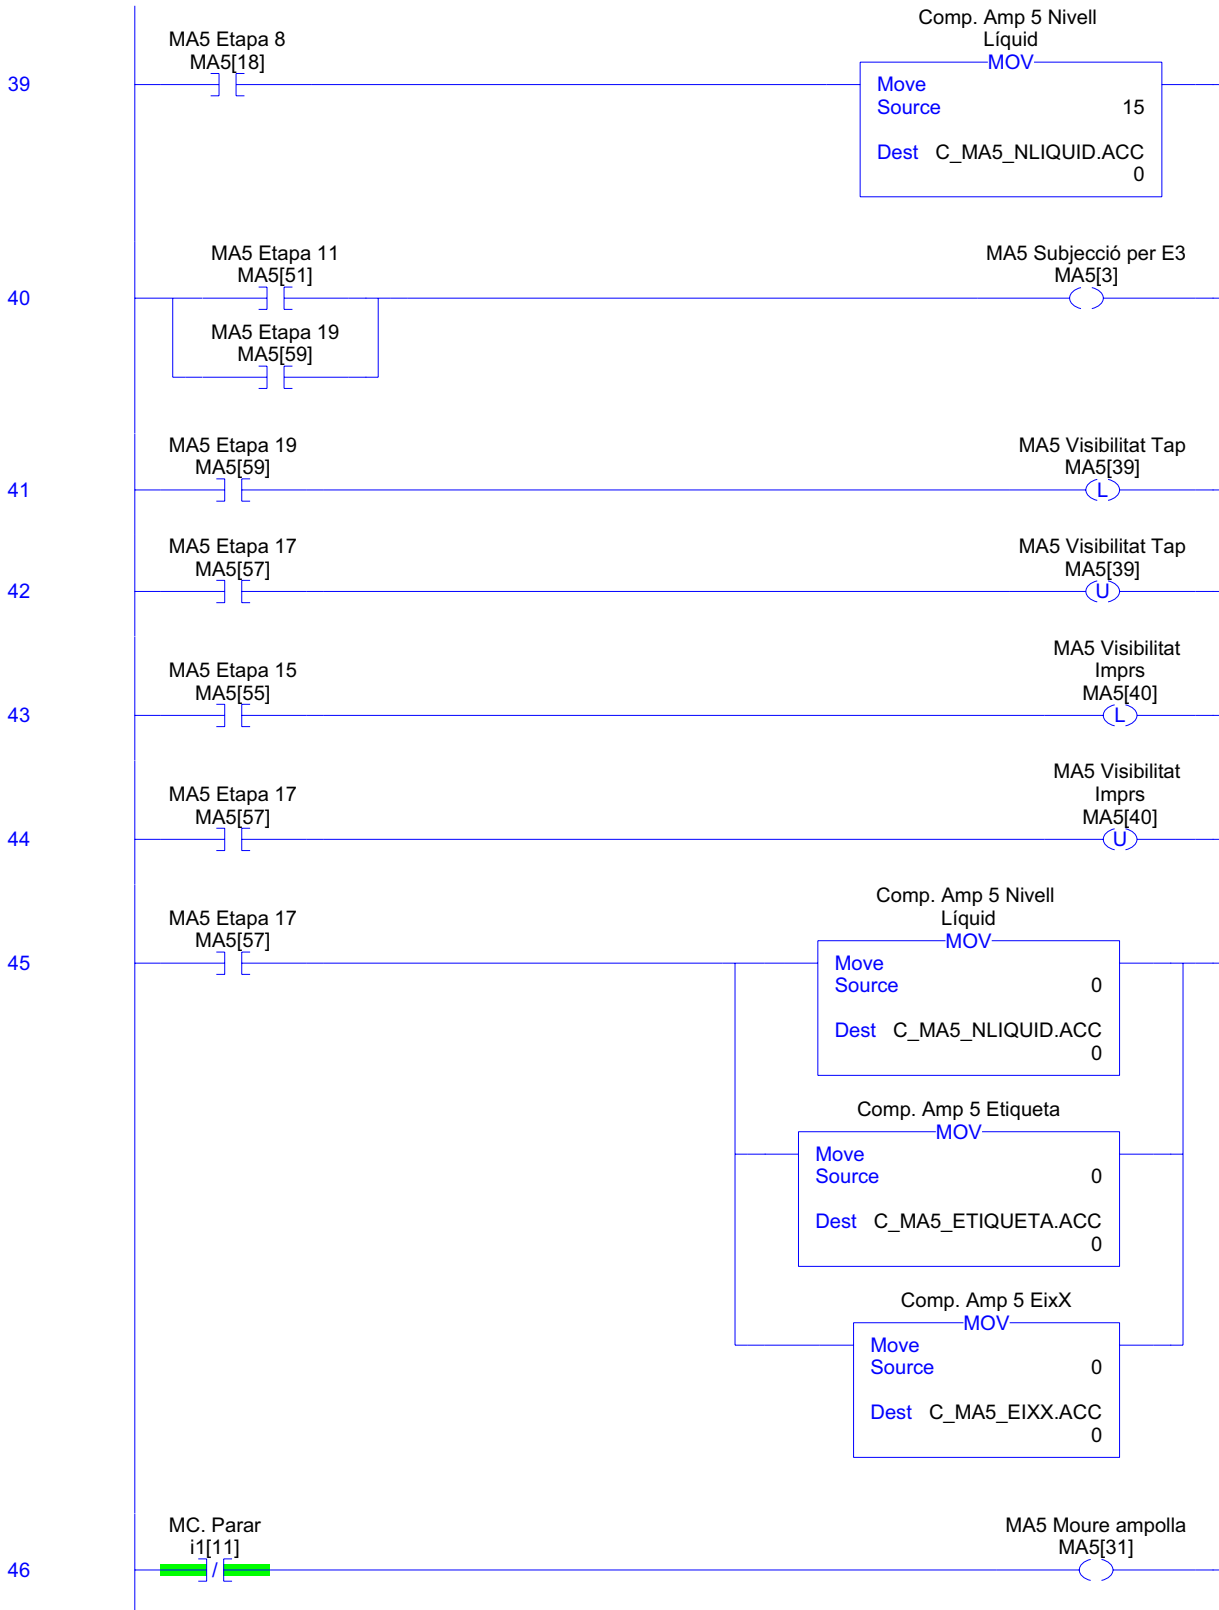 39
MA5 Etapa 8
MA5[18]
Comp. Amp 5 Nivell
Líquid
MOV
Move
Source 15
Dest C_MA5_NLIQUID.ACC
0
40
MA5 Etapa 11
MA5[51]
MA5 Etapa 19
MA5[59]
MA5 Subjecció per E3
MA5[3]
41
MA5 Etapa 19
MA5[59]
MA5 Visibilitat Tap
MA5[39]
L
42
MA5 Etapa 17
MA5[57]
MA5 Visibilitat Tap
MA5[39]
U
43
MA5 Etapa 15
MA5[55]
MA5 Visibilitat
Imprs
MA5[40]
L
44
MA5 Etapa 17
MA5[57]
MA5 Visibilitat
Imprs
MA5[40]
U
45
MA5 Etapa 17
MA5[57]
Comp. Amp 5 Nivell
Líquid
MOV
Move
Source 0
Dest C_MA5_NLIQUID.ACC
0
Comp. Amp 5 Etiqueta
MOV
Move
Source 0
Dest C_MA5_ETIQUETA.ACC
0
Comp. Amp 5 EixX
MOV
Move
Source 0
Dest C_MA5_EIXX.ACC
0
46
MC. Parar
i1[11]
/
MA5 Moure ampolla
MA5[31]